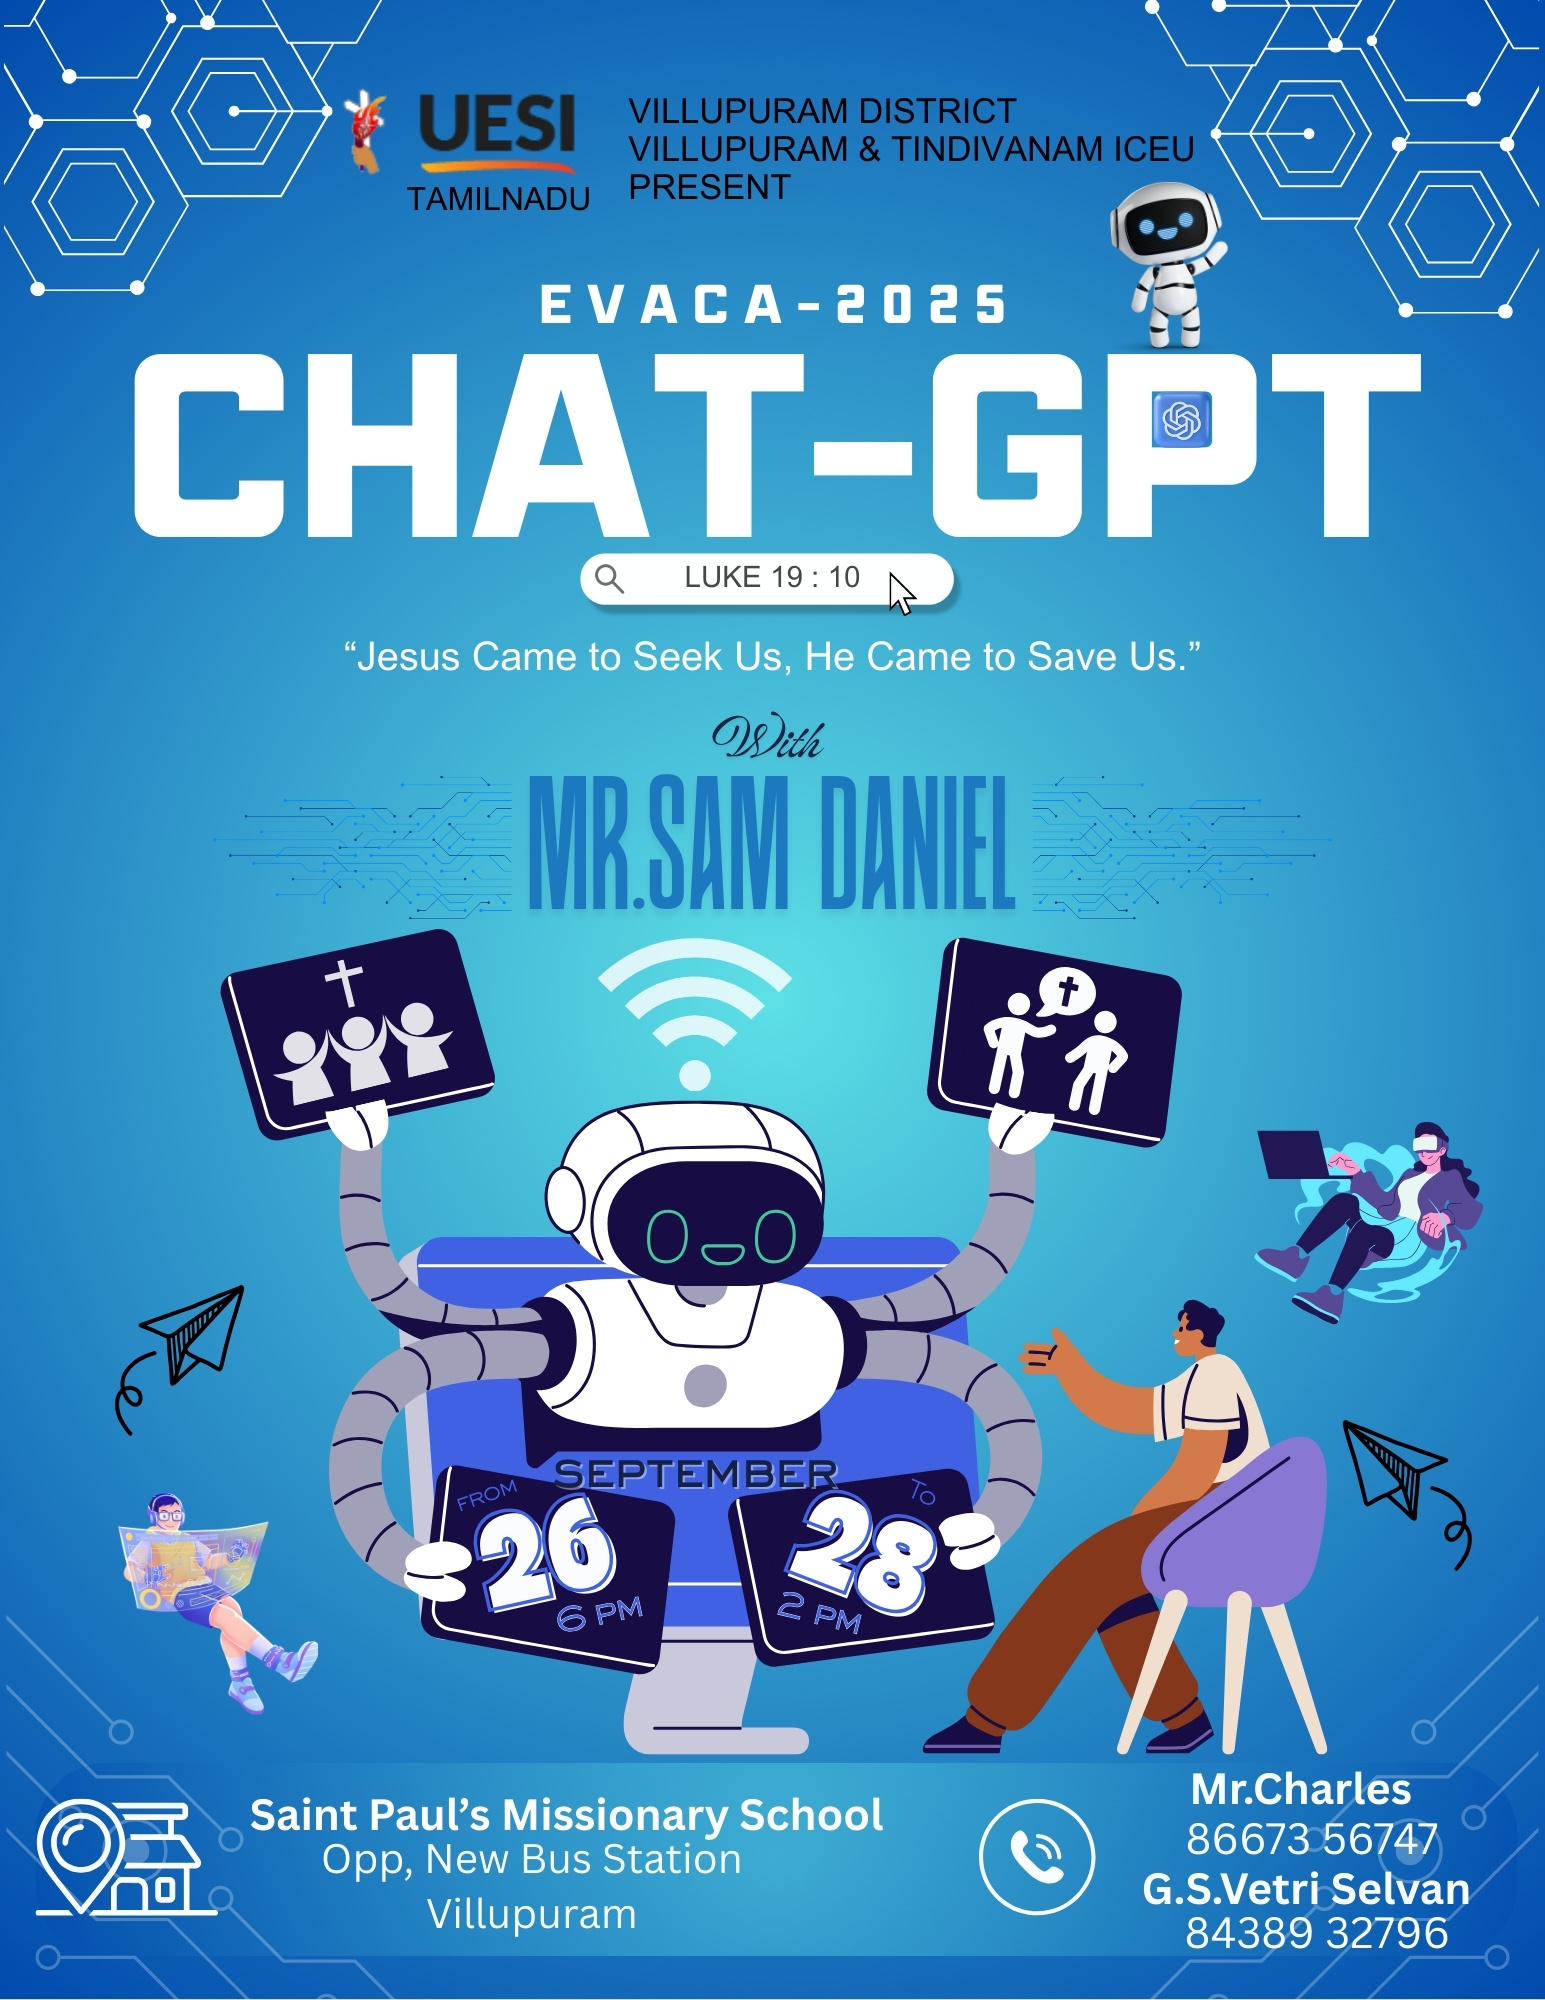 UESI
TAMILNADU
VILLUPURAM DISTRICT
VILLUPURAM & TINDIVANAM ICEU
PRESENT
EVACA-2025
CHAT-GPT
LUKE 19 : 10
“Jesus Came to Seek Us, He Came to Save Us.”
With
MR.SAM DANIEL
SEPTEMBER
FROM
26
6 PM
To
28
2 PM
Saint Paul’s Missionary School
Opp, New Bus Station
Villupuram
Mr.Charles
86673 56747
G.S.Vetri Selvan
84389 32796